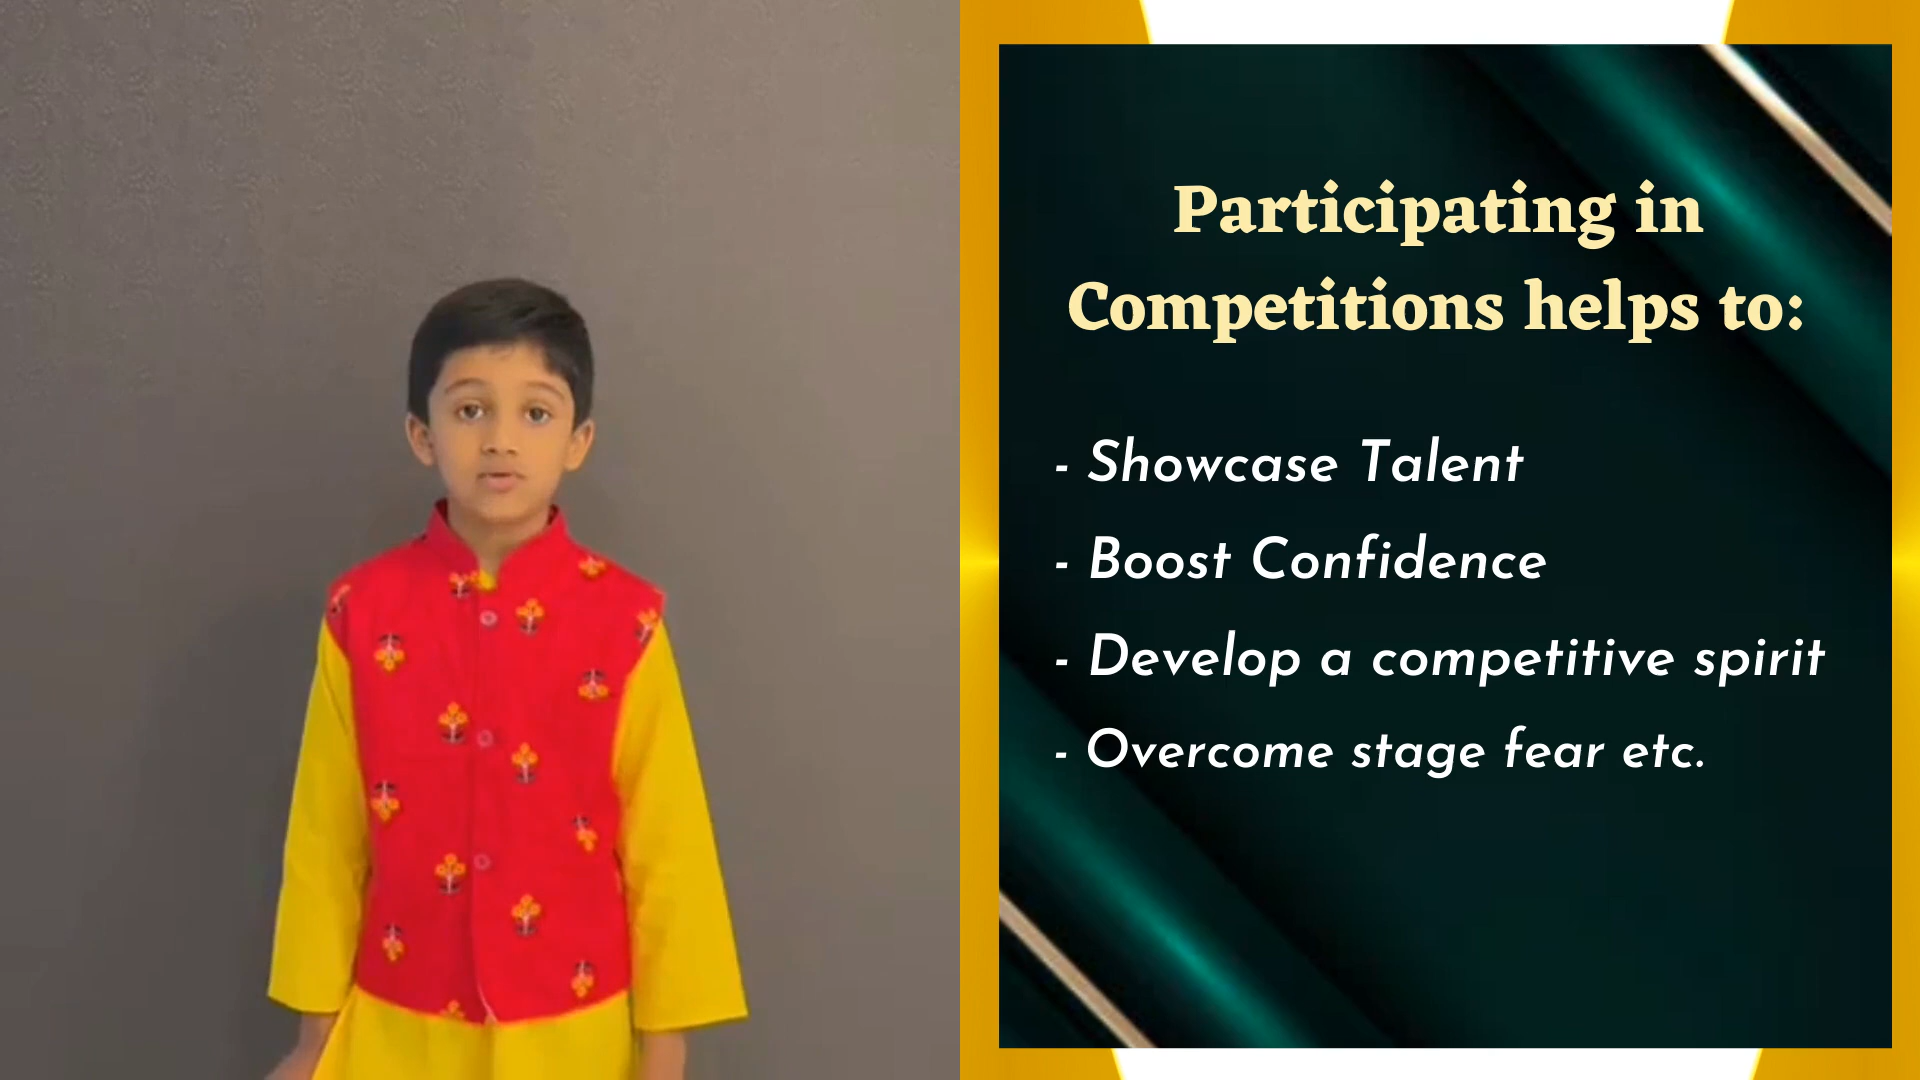 Participating in
Competitions helps to:
- Showcase Talent
- Boost Confidence
- Develop a competitive spirit
- Overcome stage fear etc.